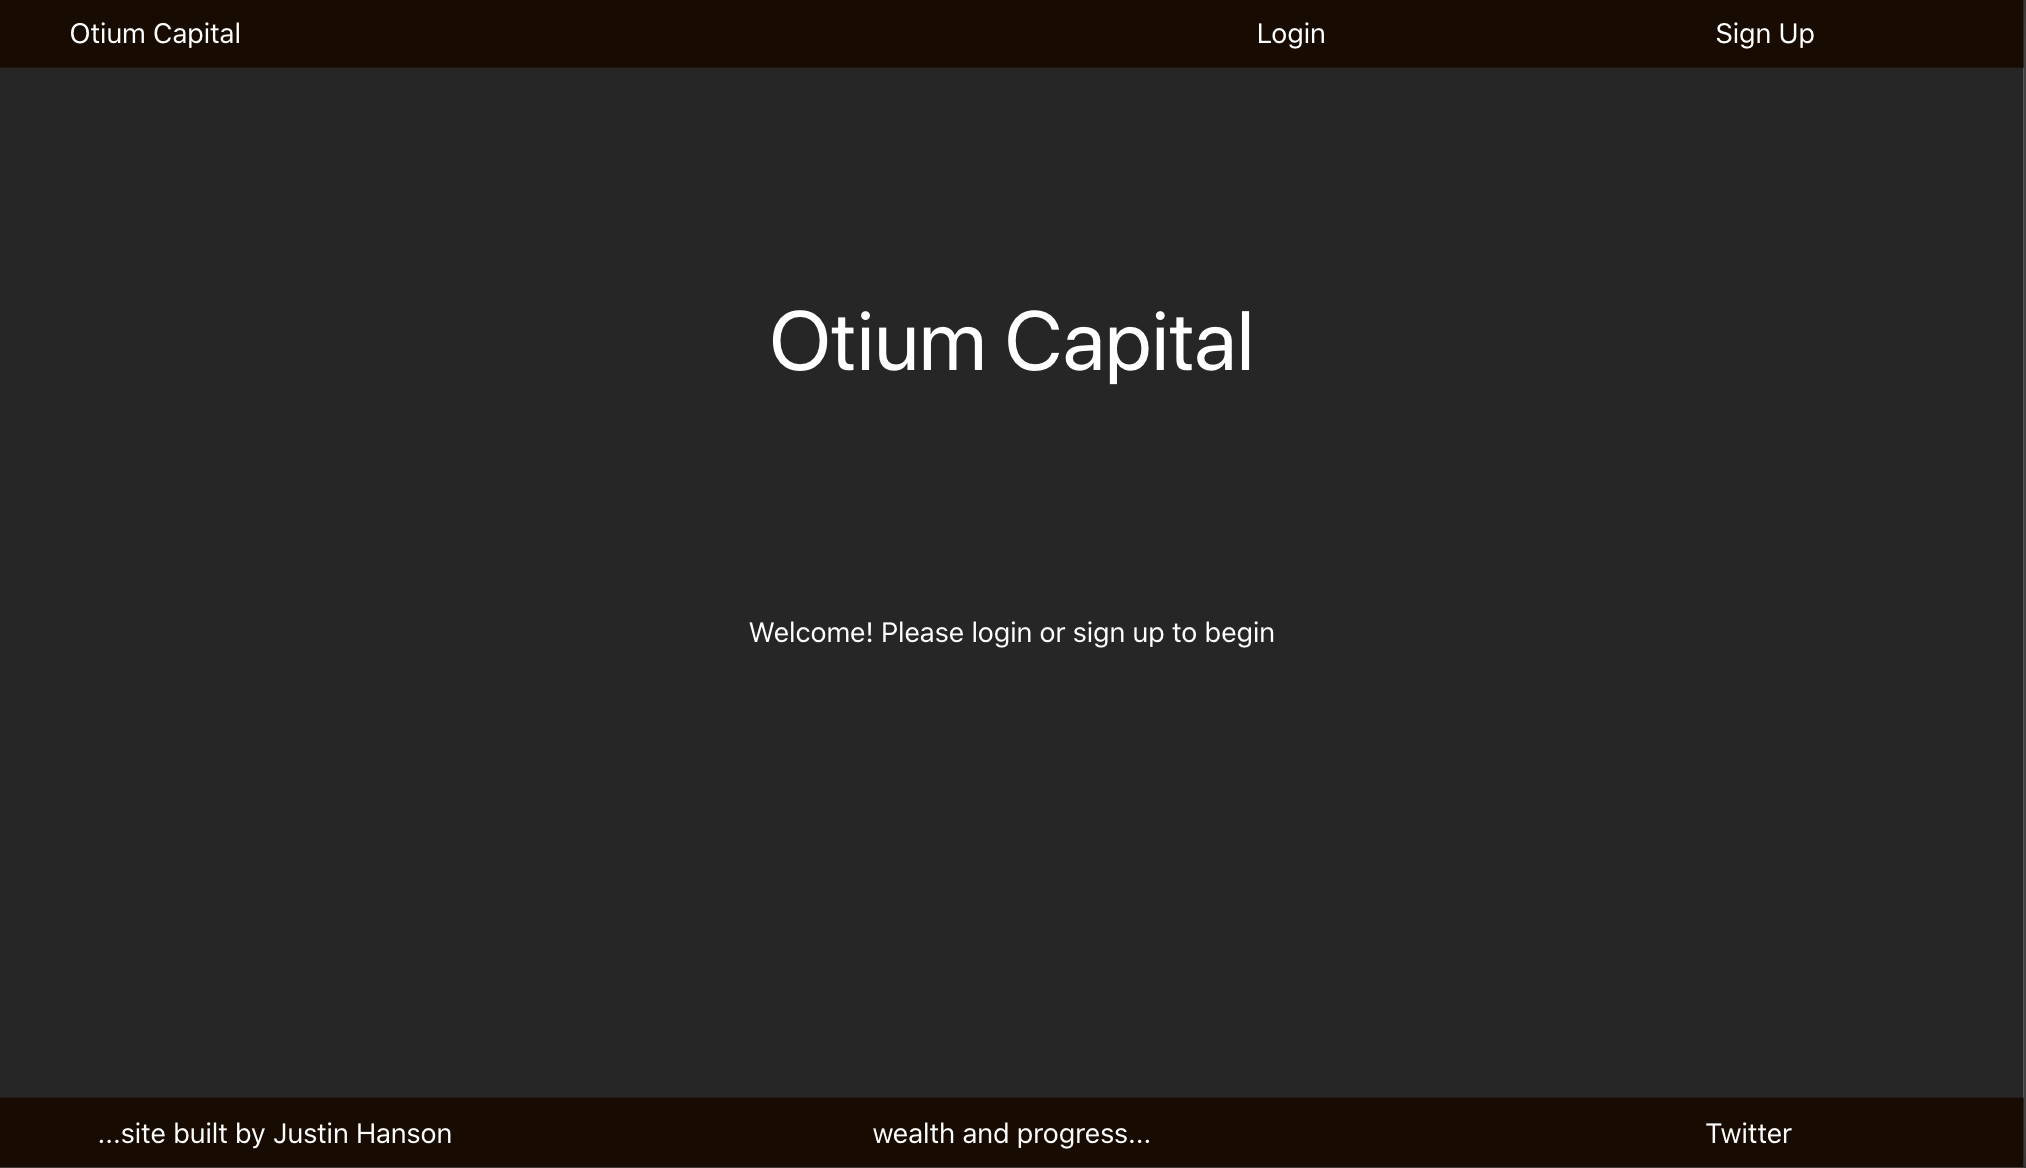 Otium Capital
Login
Sign Up
Otium Capital
Welcome! Please login or sign up to begin
...site built by Justin Hanson
wealth and progress...
Twitter